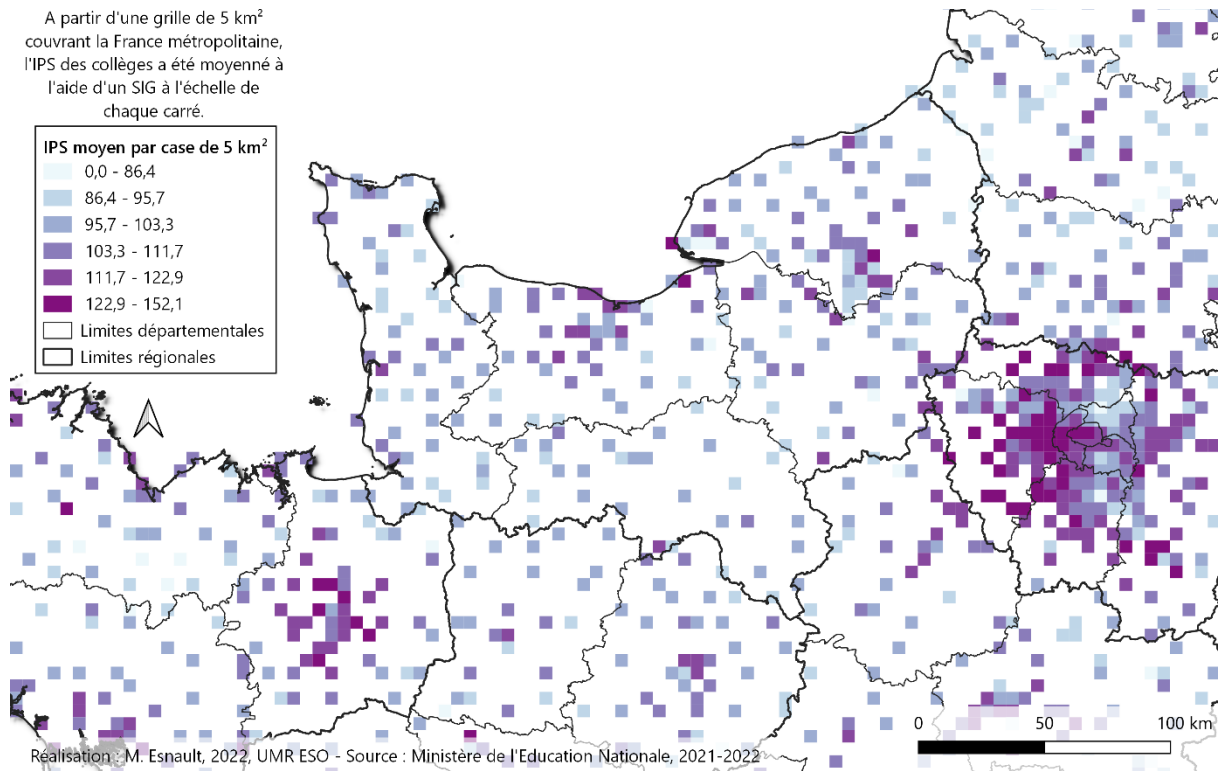 A partir d'une grille de 5 km²
couvrant la France métropolitaine,
l'IPS des collèges a été moyenné à
l'aide d'un SIG à l'échelle de
chaque carré.
IPS moyen par case de 5 km²
0,0 - 86,4
86,4 - 95,7
95,7 - 103,3
103,3 - 111,7
111,7 - 122,9
122,9 - 152,1
Limites départementales
Limites régionales
0 50 100 km
Réalisation : M. Esnault, 2023, UMR ESO - Source : Ministère de l'Education Nationale, 2021-2022